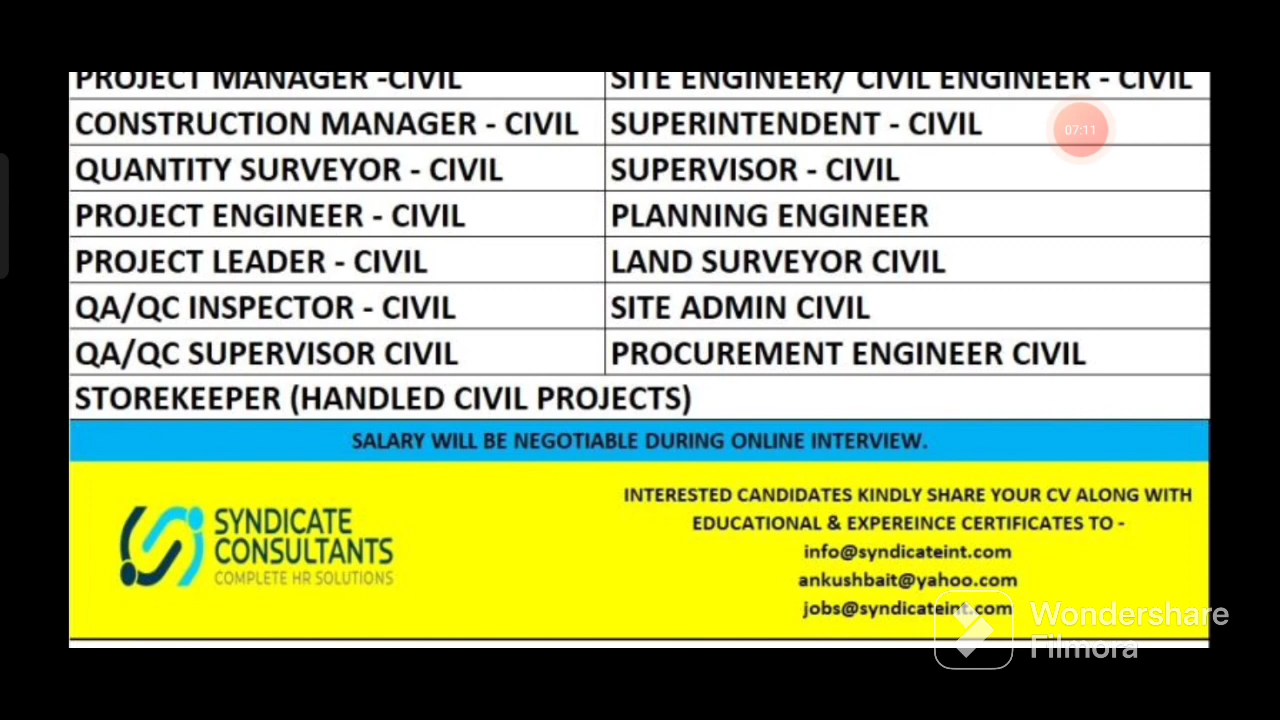 PROJECT MANAGER -CIVIL
SITE ENGINEER/ CIVIL ENGINEER - CIVIL
CONSTRUCTION MANAGER - CIVIL
SUPERINTENDENT - CIVIL
07:11
QUANTITY SURVEYOR - CIVIL
SUPERVISOR - CIVIL
PROJECT ENGINEER - CIVIL
PLANNING ENGINEER
PROJECT LEADER - CIVIL
LAND SURVEYOR CIVIL
QA/QC INSPECTOR - CIVIL
SITE ADMIN CIVIL
QA/QC SUPERVISOR CIVIL
PROCUREMENT ENGINEER CIVIL
STOREKEEPER (HANDLED CIVIL PROJECTS)
SALARY WILL BE NEGOTIABLE DURING ONLINE INTERVIEW.
SYNDICATE
CONSULTANTS
COMPLETE HR SOLUTIONS
INTERESTED CANDIDATES KINDLY SHARE YOUR CV ALONG WITH
EDUCATIONAL & EXPEREINCE CERTIFICATES TO -
info@syndicateint.com
ankushbait@yahoo.com
jobs@syndicateint.com
Wondershare
Filmora